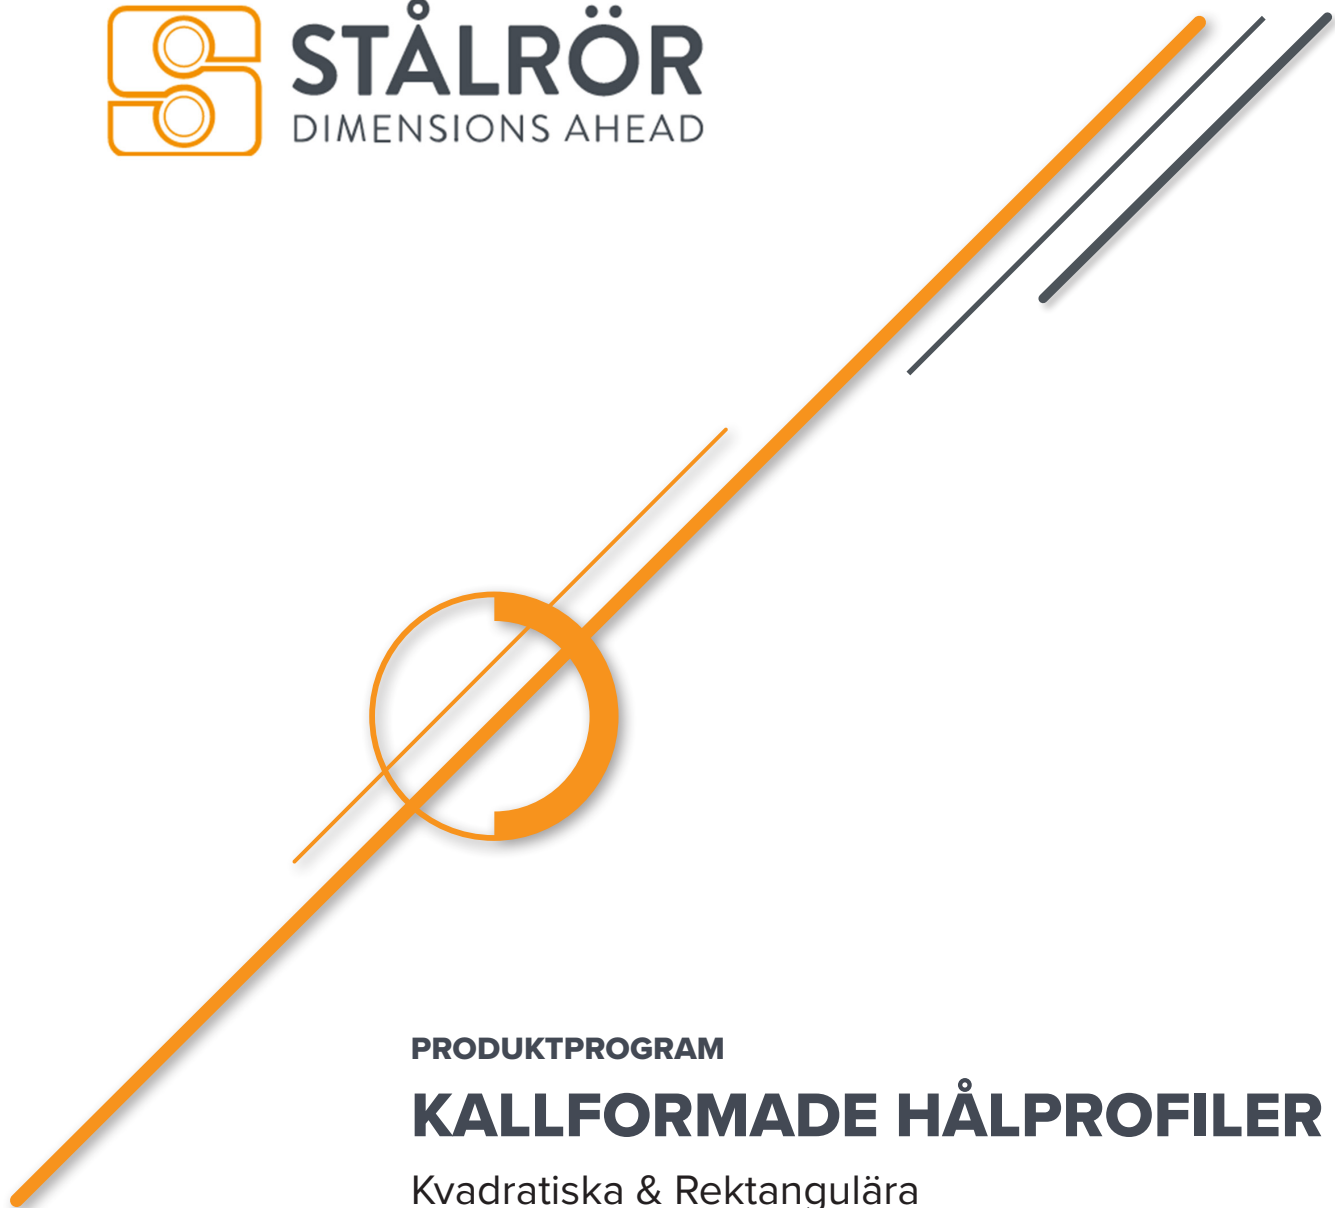 STÅLRÖR
DIMENSIONS AHEAD
PRODUKTPROGRAM
KALLFORMADE HÅLPROFILER
Kvadratiska & Rektangulära